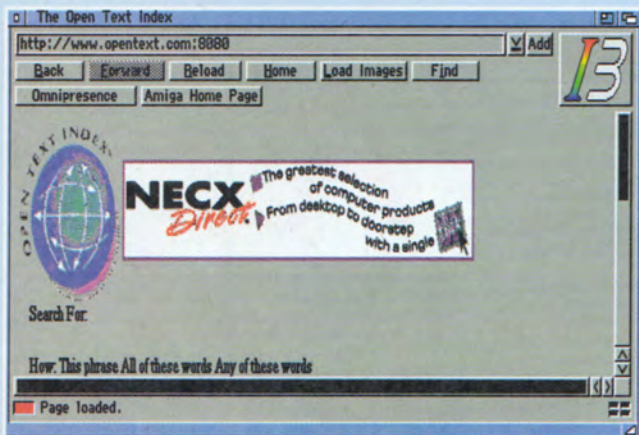 The Open Text Index
http://www.opentext.com:8080
Add
Back Forward Reload Home Load Images Find
Omnipresence Amiga Home Page
OPEN TEXT INDEX
NECX
Direct
The greatest selection
of computer products
From desktop to doorstep
with a single
Search For:
How: This phrase All of these words Any of these words
Page loaded.